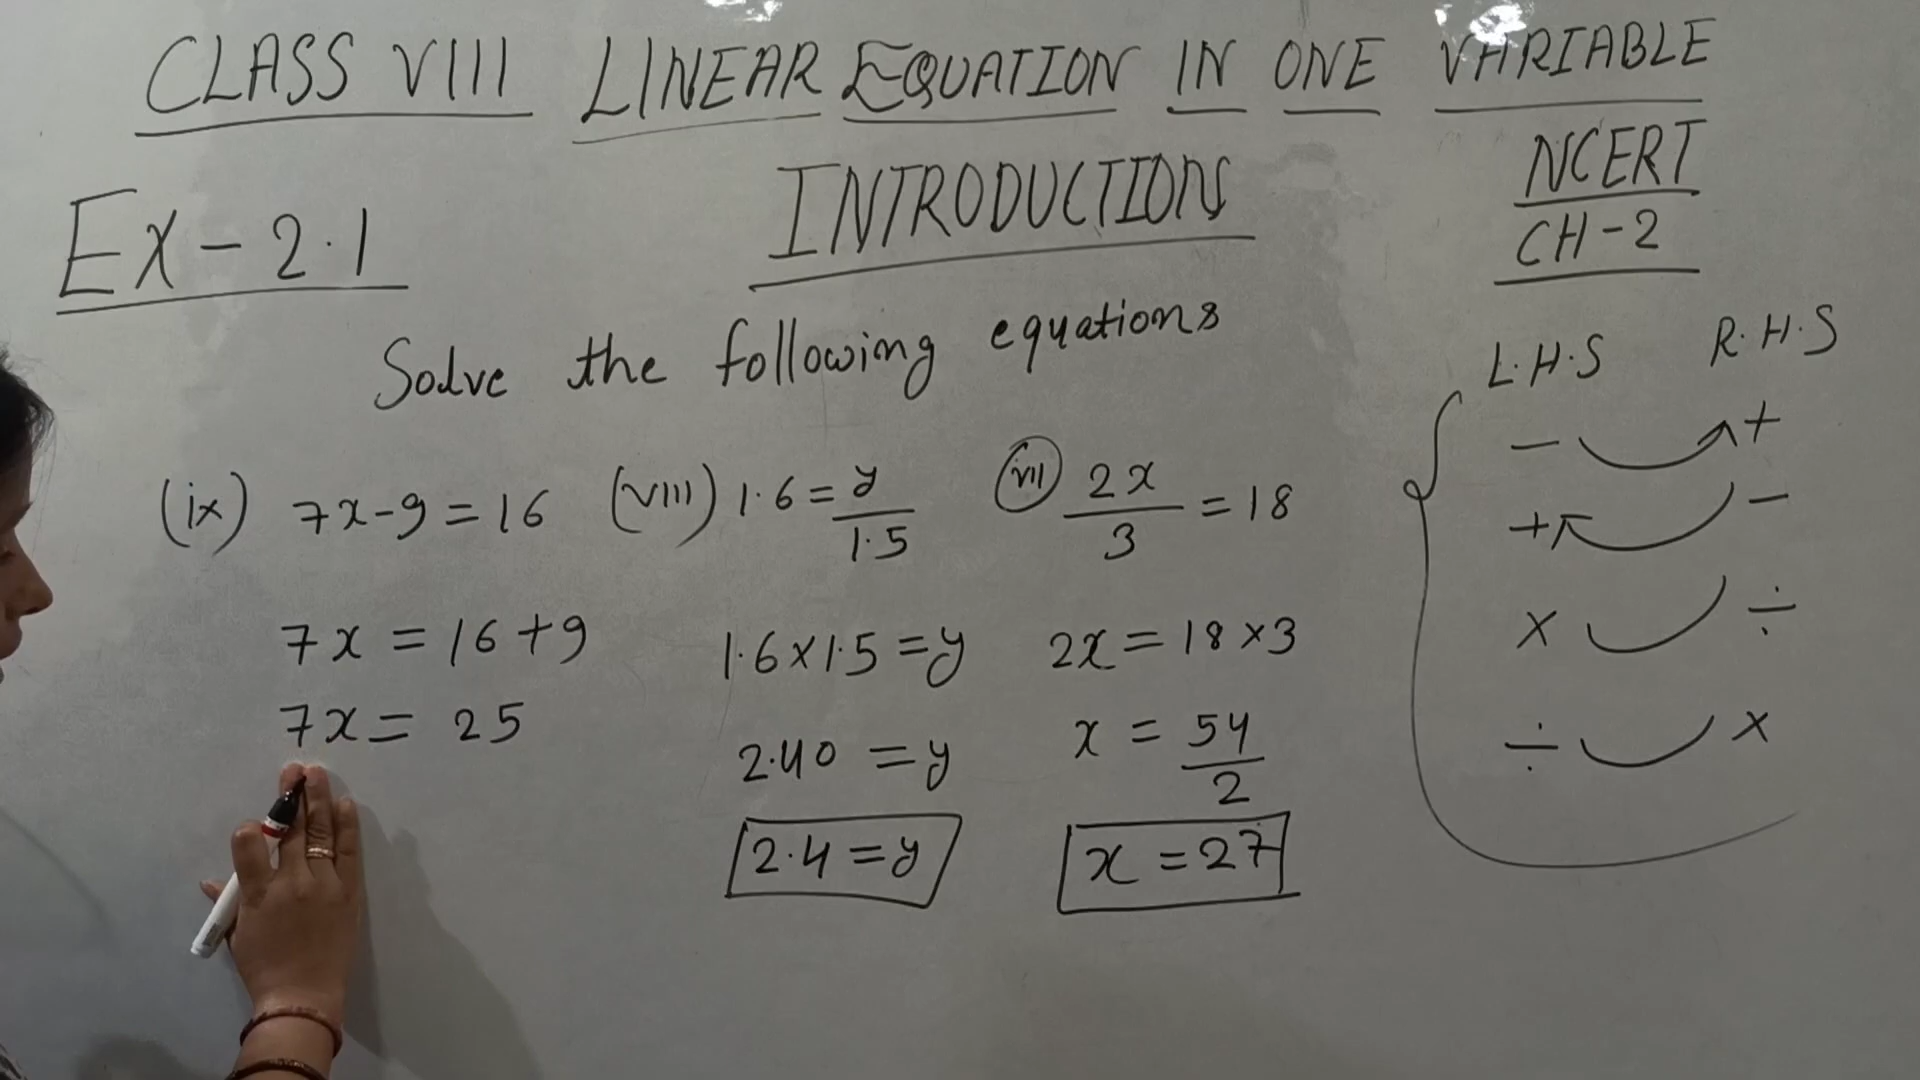 CLASS VIII LINEAR EQUATION IN ONE VARIABLE
INTRODUCTION
NCERT
CH-2
EX-2.1
Solve the following equations
L.H.S R.H.S
- +
+ -
× ÷
÷ ×
(ix) 7x-9=16
7x = 16+9
7x = 25
(viii) 1.6 = y/1.5
1.6×1.5 = y
2.40 = y
2.4 = y
(vii) 2x/3 = 18
2x = 18×3
x = 54/2
x = 27